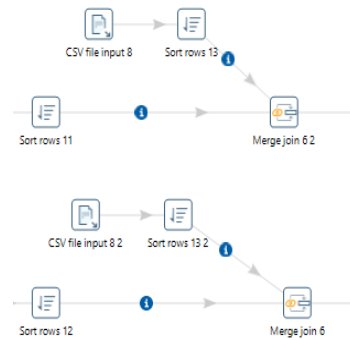 CSV file input 8
Sort rows 13
Sort rows 11
Merge join 6 2
CSV file input 8 2
Sort rows 13 2
Sort rows 12
Merge join 6